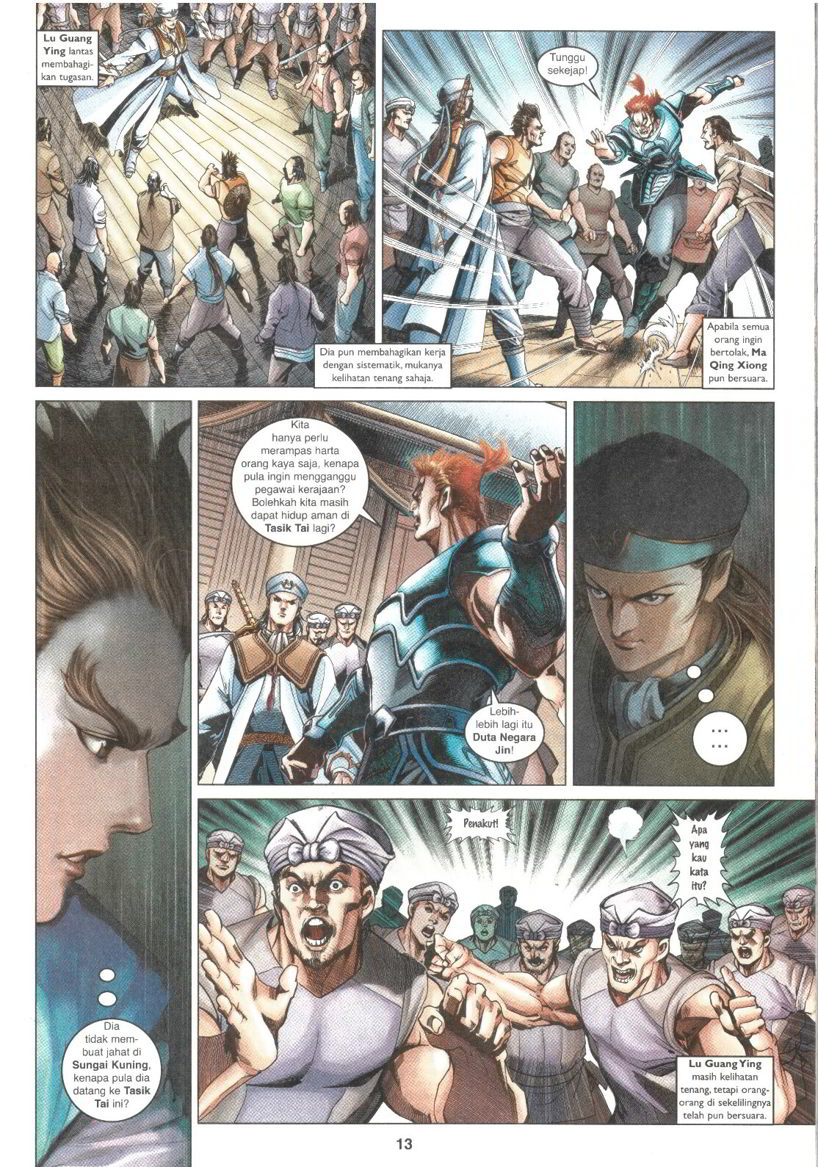 Lu Guang
Ying lantas
membahagi-
kan tugasan.
Dia pun membahagikan kerja
dengan sistematik, mukanya
kelihatan tenang sahaja.
Tunggu
sekejap!
Apabila semua
orang ingin
bertolak, Ma
Qing Xiong
pun bersuara.
Kita
hanya perlu
merampas harta
orang kaya saja, kenapa
pula ingin mengganggu
pegawai kerajaan?
Bolehkah kita masih
dapat hidup aman di
Tasik Tai lagi?
Lebih-
lebih lagi itu
Duta Negara
Jin!
...
...
Dia
tidak mem-
buat jahat di
Sungai Kuning,
kenapa pula dia
datang ke Tasik
Tai ini?
Penakut!
Apa
yang
kau
kata
itu?
Lu Guang Ying
masih kelihatan
tenang, tetapi orang-
orang di sekelilingnya
telah pun bersuara.
13